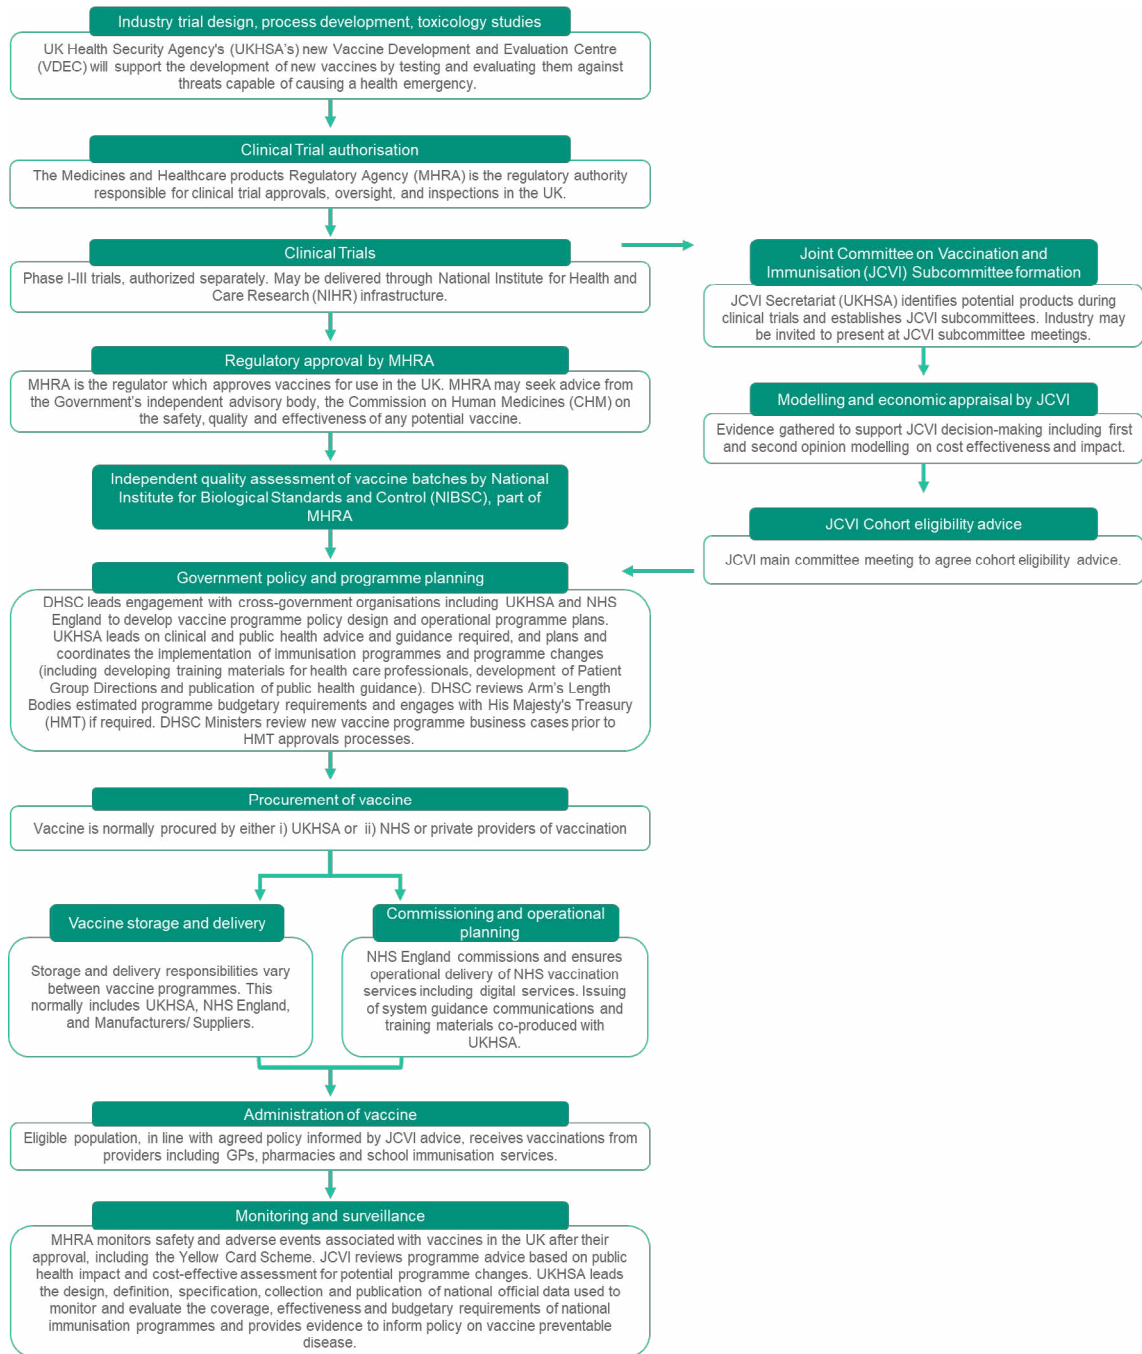 Industry trial design, process development, toxicology studies
UK Health Security Agency's (UKHSA's) new Vaccine Development and Evaluation Centre
(VDEC) will support the development of new vaccines by testing and evaluating them against
threats capable of causing a health emergency.
Clinical Trial authorisation
The Medicines and Healthcare products Regulatory Agency (MHRA) is the regulatory authority
responsible for clinical trial approvals, oversight, and inspections in the UK.
Clinical Trials
Phase I-III trials, authorized separately. May be delivered through National Institute for Health and
Care Research (NIHR) infrastructure.
Joint Committee on Vaccination and
Immunisation (JCVI) Subcommittee formation
JCVI Secretariat (UKHSA) identifies potential products during
clinical trials and establishes JCVI subcommittees. Industry may
be invited to present at JCVI subcommittee meetings.
Regulatory approval by MHRA
MHRA is the regulator which approves vaccines for use in the UK. MHRA may seek advice from
the Government's independent advisory body, the Commission on Human Medicines (CHM) on
the safety, quality and effectiveness of any potential vaccine.
Modelling and economic appraisal by JCVI
Evidence gathered to support JCVI decision-making including first
and second opinion modelling on cost effectiveness and impact.
Independent quality assessment of vaccine batches by National
Institute for Biological Standards and Control (NIBSC), part of
MHRA
JCVI Cohort eligibility advice
JCVI main committee meeting to agree cohort eligibility advice.
Government policy and programme planning
DHSC leads engagement with cross-government organisations including UKHSA and NHS
England to develop vaccine programme policy design and operational programme plans.
UKHSA leads on clinical and public health advice and guidance required, and plans and
coordinates the implementation of immunisation programmes and programme changes
(including developing training materials for health care professionals, development of Patient
Group Directions and publication of public health guidance). DHSC reviews Arm's Length
Bodies estimated programme budgetary requirements and engages with His Majesty's Treasury
(HMT) if required. DHSC Ministers review new vaccine programme business cases prior to
HMT approvals processes.
Procurement of vaccine
Vaccine is normally procured by either i) UKHSA or ii) NHS or private providers of vaccination
Vaccine storage and delivery
Storage and delivery responsibilities vary
between vaccine programmes. This
normally includes UKHSA, NHS England,
and Manufacturers/ Suppliers.
Commissioning and operational
planning
NHS England commissions and ensures
operational delivery of NHS vaccination
services including digital services. Issuing
of system guidance communications and
training materials co-produced with
UKHSA.
Administration of vaccine
Eligible population, in line with agreed policy informed by JCVI advice, receives vaccinations from
providers including GPs, pharmacies and school immunisation services.
Monitoring and surveillance
MHRA monitors safety and adverse events associated with vaccines in the UK after their
approval, including the Yellow Card Scheme. JCVI reviews programme advice based on public
health impact and cost-effective assessment for potential programme changes. UKHSA leads
the design, definition, specification, collection and publication of national official data used to
monitor and evaluate the coverage, effectiveness and budgetary requirements of national
immunisation programmes and provides evidence to inform policy on vaccine preventable
disease.